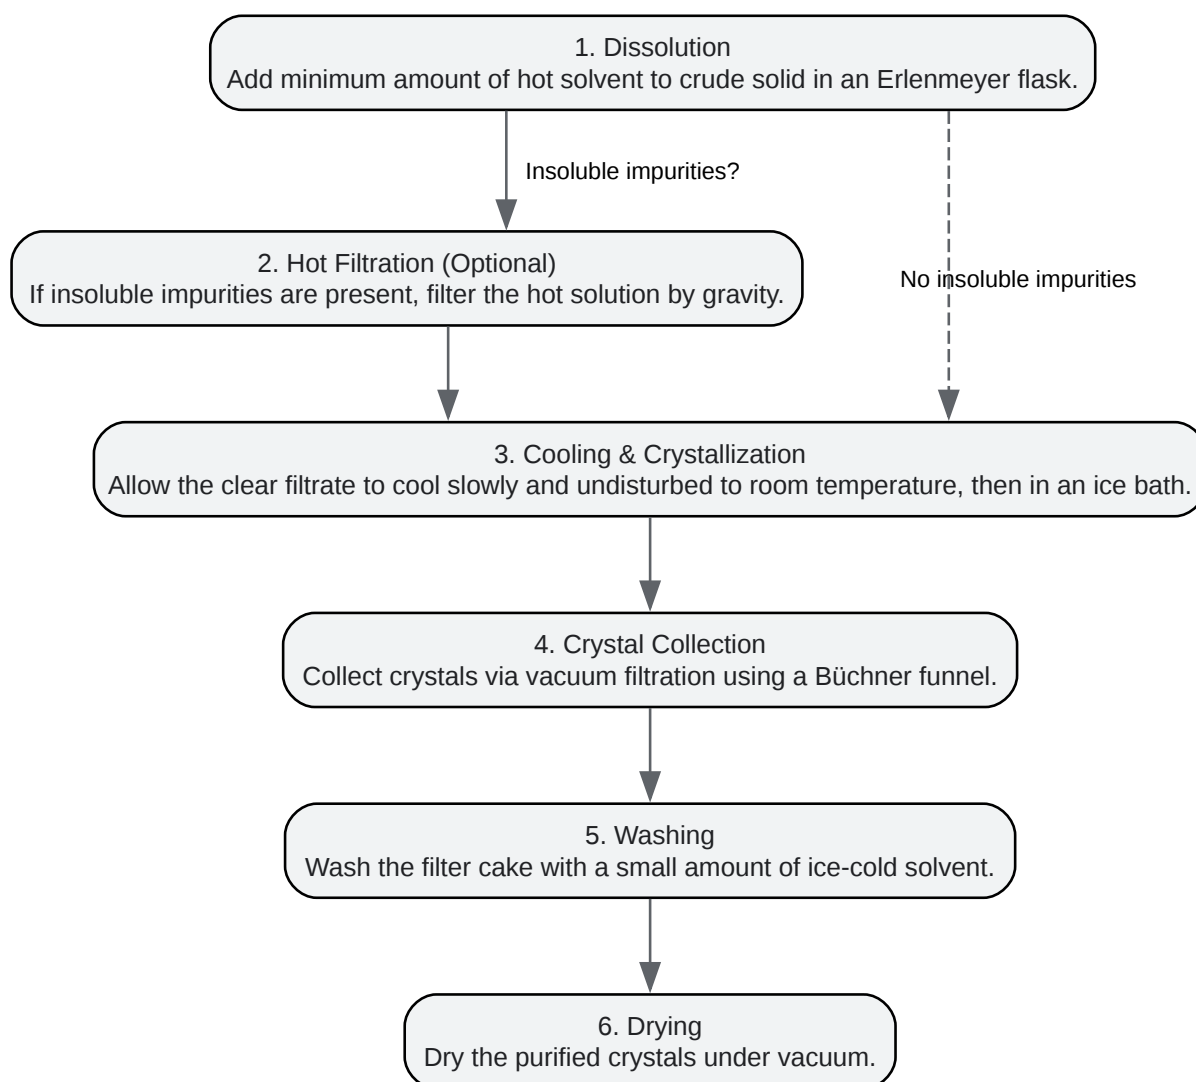 1. Dissolution
Add minimum amount of hot solvent to crude solid in an Erlenmeyer flask.
Insoluble impurities?
2. Hot Filtration (Optional)
If insoluble impurities are present, filter the hot solution by gravity.
No insoluble impurities
3. Cooling & Crystallization
Allow the clear filtrate to cool slowly and undisturbed to room temperature, then in an ice bath.
4. Crystal Collection
Collect crystals via vacuum filtration using a Büchner funnel.
5. Washing
Wash the filter cake with a small amount of ice-cold solvent.
6. Drying
Dry the purified crystals under vacuum.